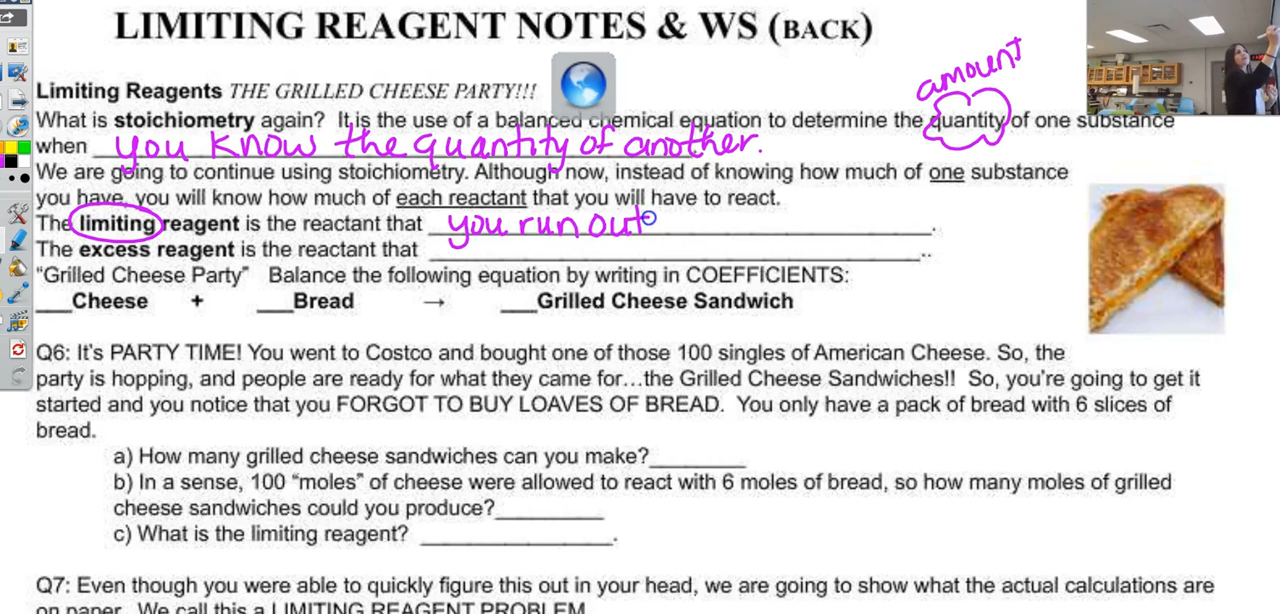 LIMITING REAGENT NOTES & WS (BACK)
amount
Limiting Reagents THE GRILLED CHEESE PARTY!!!
What is stoichiometry again? It is the use of a balanced chemical equation to determine the quantity of one substance
when you know the quantity of another.
We are going to continue using stoichiometry. Although now, instead of knowing how much of one substance
you have, you will know how much of each reactant that you will have to react.
The limiting reagent is the reactant that you run out .
The excess reagent is the reactant that ________..
“Grilled Cheese Party” Balance the following equation by writing in COEFFICIENTS:
___Cheese + ___Bread → ___Grilled Cheese Sandwich
Q6: It’s PARTY TIME! You went to Costco and bought one of those 100 singles of American Cheese. So, the
party is hopping, and people are ready for what they came for…the Grilled Cheese Sandwiches!! So, you’re going to get it
started and you notice that you FORGOT TO BUY LOAVES OF BREAD. You only have a pack of bread with 6 slices of
bread.
a) How many grilled cheese sandwiches can you make?________
b) In a sense, 100 “moles” of cheese were allowed to react with 6 moles of bread, so how many moles of grilled
cheese sandwiches could you produce?_________
c) What is the limiting reagent? ________________.
Q7: Even though you were able to quickly figure this out in your head, we are going to show what the actual calculations are
on paper. We call this a LIMITING REAGENT PROBLEM